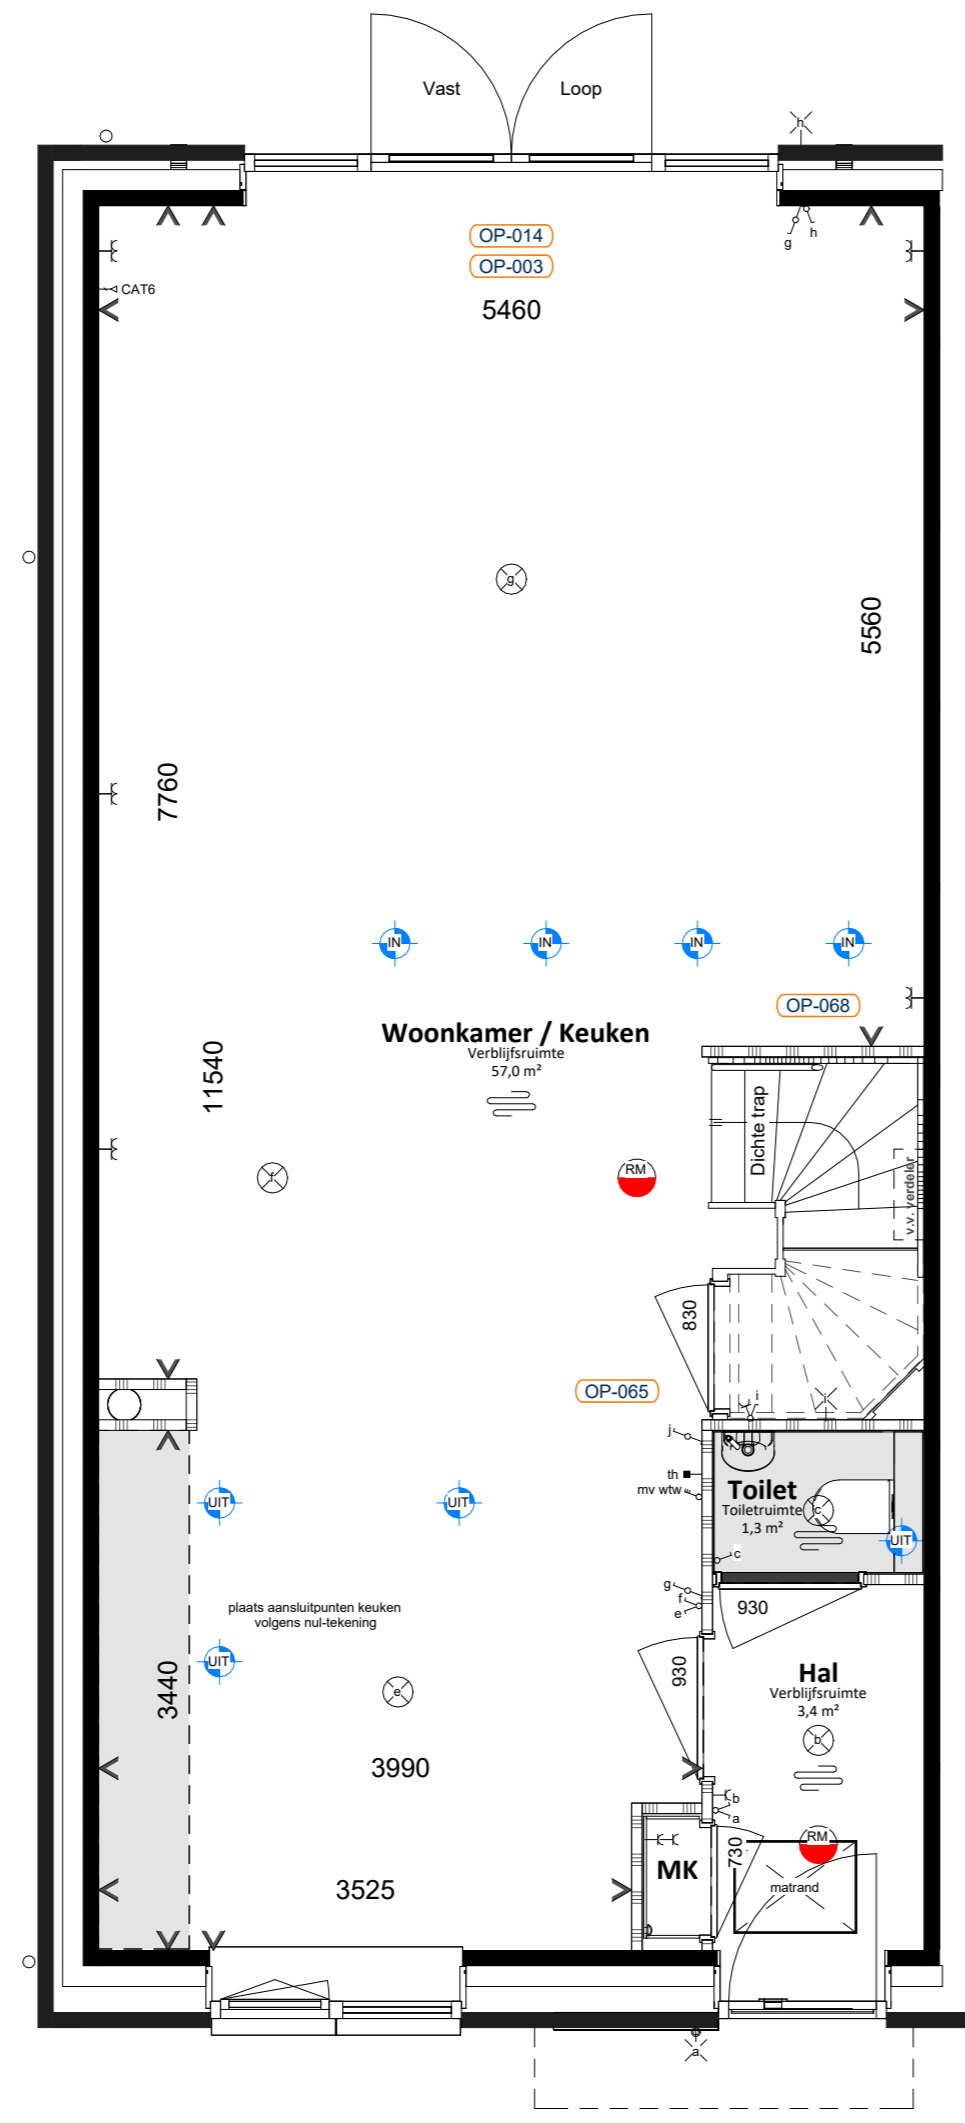 Vast
Loop
h
OP-014
OP-003
g
h
CAT6
5460
g
5560
7760
IN
IN
IN
IN
OP-068
Woonkamer / Keuken
Verblijfsruimte
57,0 m²
11540
Dichte trap
v.v. verdeler
f
RM
830
OP-065
i
i
j
th
mv wtw
Toilet
Toiletruimte
1,3 m²
c
UIT
UIT
UIT
c
g
f
e
930
plaats aansluitpunten keuken
volgens nul-tekening
UIT
930
3440
Hal
Verblijfsruimte
3,4 m²
e
b
3990
b
a
RM
730
MK
matrand
3525
a